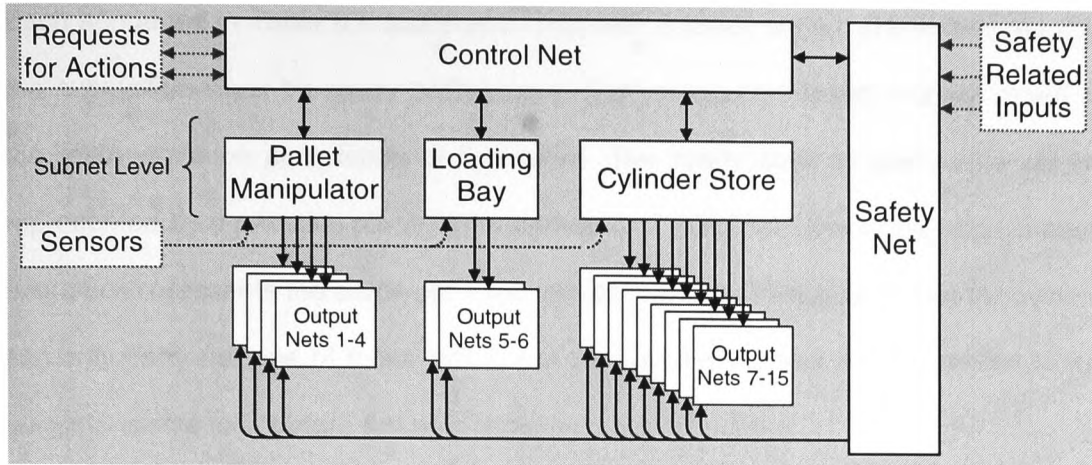 Requests
for Actions
Control Net
Safety
Related
Inputs
Subnet Level
Pallet
Manipulator
Loading
Bay
Cylinder Store
Safety
Net
Sensors
Output
Nets 1-4
Output
Nets 5-6
Output
Nets 7-15